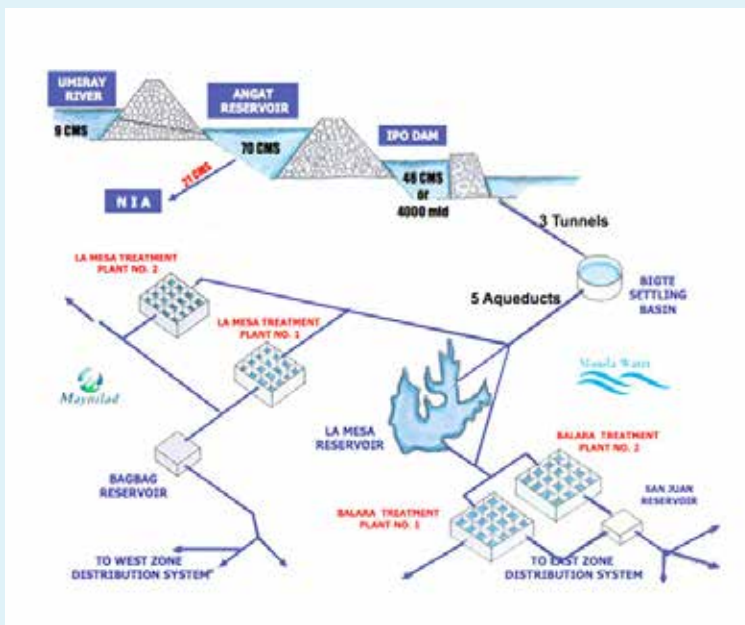 UMIRAY
RIVER
9 CMS
ANGAT
RESERVOIR
70 CMS
IPO DAM
46 CMS
or
4000 mld
21 CMS
NIA
3 Tunnels
BIGTE
SETTLING
BASIN
5 Aqueducts
LA MESA TREATMENT
PLANT NO. 2
LA MESA TREATMENT
PLANT NO. 1
Maynilad
Manila Water
LA MESA
RESERVOIR
BAGBAG
RESERVOIR
BALARA TREATMENT
PLANT NO. 2
SAN JUAN
RESERVOIR
BALARA TREATMENT
PLANT NO. 1
TO WEST ZONE
DISTRIBUTION SYSTEM
TO EAST ZONE
DISTRIBUTION SYSTEM